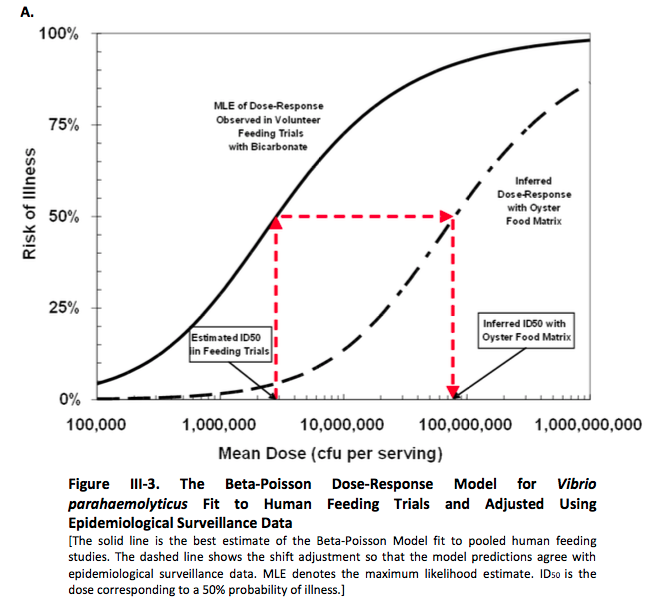 A.
100%
75%
50%
25%
0%
Risk of Illness
MLE of Dose-Response
Observed in Volunteer
Feeding Trials
with Bicarbonate
Inferred
Dose-Response
with Oyster
Food Matrix
Estimated ID50
in Feeding Trials
Inferred ID50 with
Oyster Food Matrix
100,000 1,000,000 10,000,000 100,000,000 1,000,000,000
Mean Dose (cfu per serving)
Figure III-3. The Beta-Poisson Dose-Response Model for Vibrio
parahaemolyticus Fit to Human Feeding Trials and Adjusted Using
Epidemiological Surveillance Data
[The solid line is the best estimate of the Beta-Poisson Model fit to pooled human feeding
studies. The dashed line shows the shift adjustment so that the model predictions agree with
epidemiological surveillance data. MLE denotes the maximum likelihood estimate. ID50 is the
dose corresponding to a 50% probability of illness.]